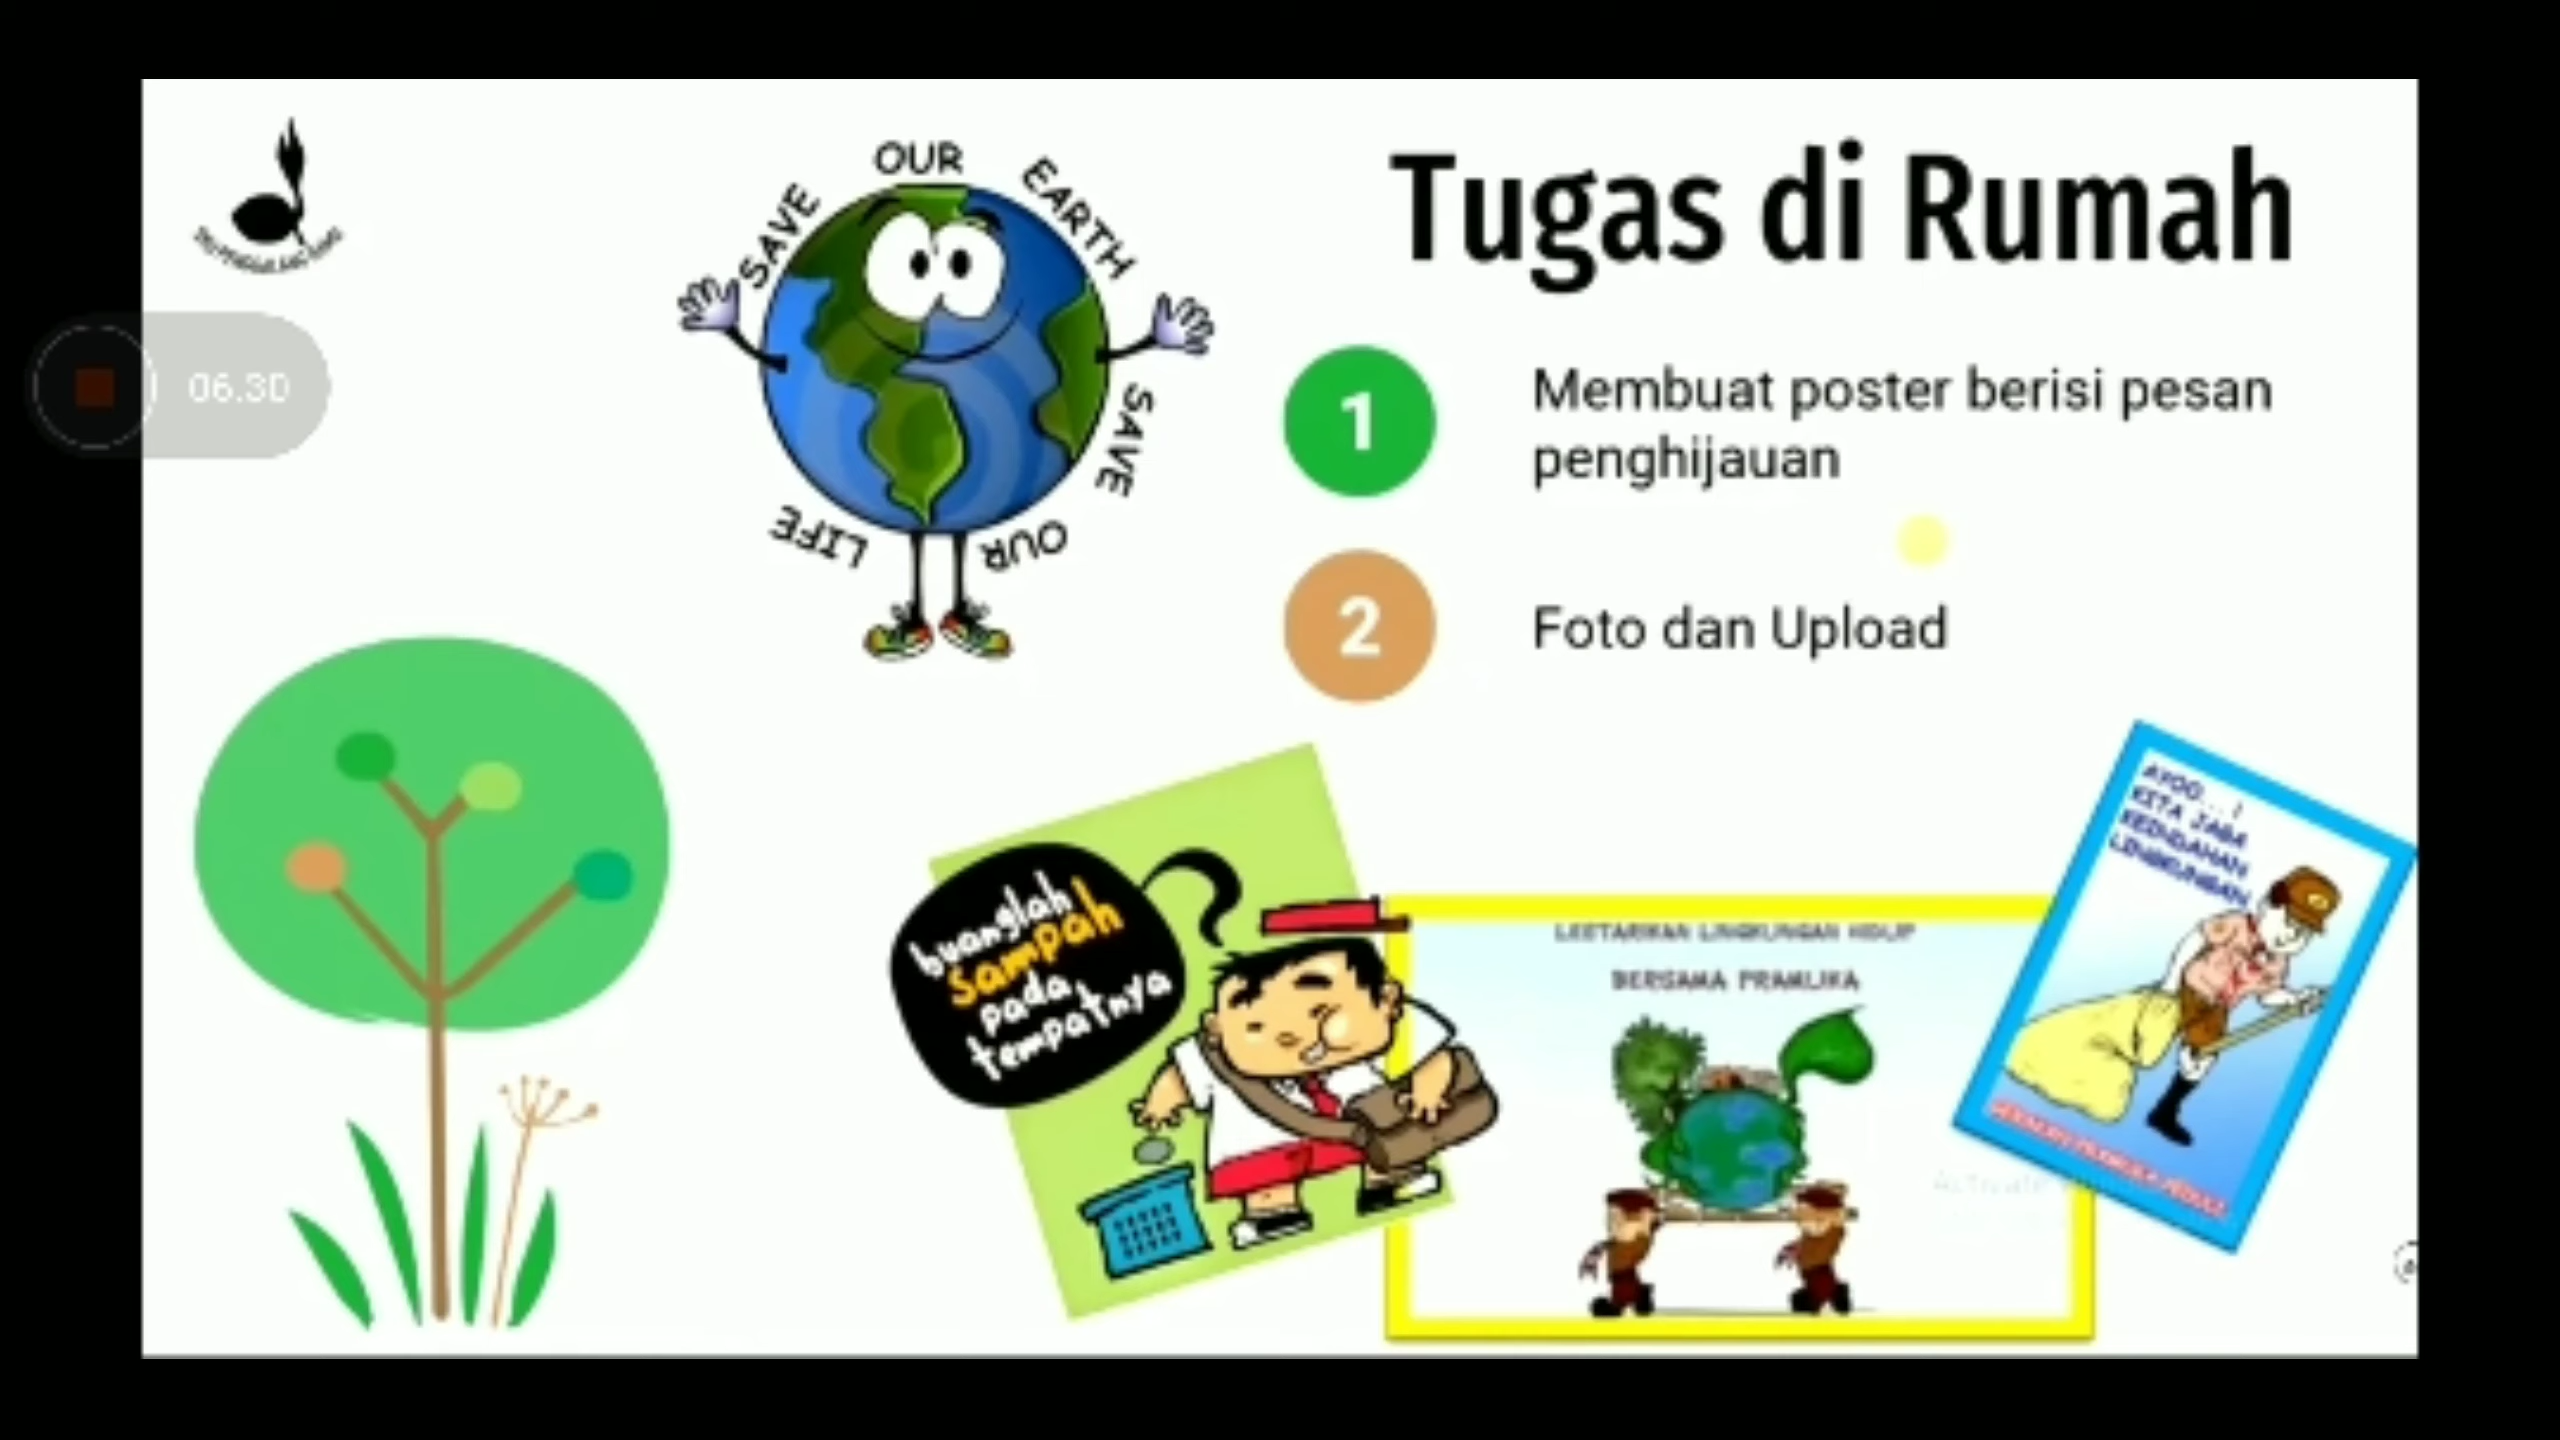 SAVE OUR EARTH SAVE OUR LIFE
Tugas di Rumah
06.30
1 Membuat poster berisi pesan
penghijauan
2 Foto dan Upload
buanglah
sampah
pada
tempatnya
LESTARIKAN LINGKUNGAN HIDUP
BERSAMA PRAMUKA
AYOO...!
KITA JAGA
KEINDAHAN
LINGKUNGAN